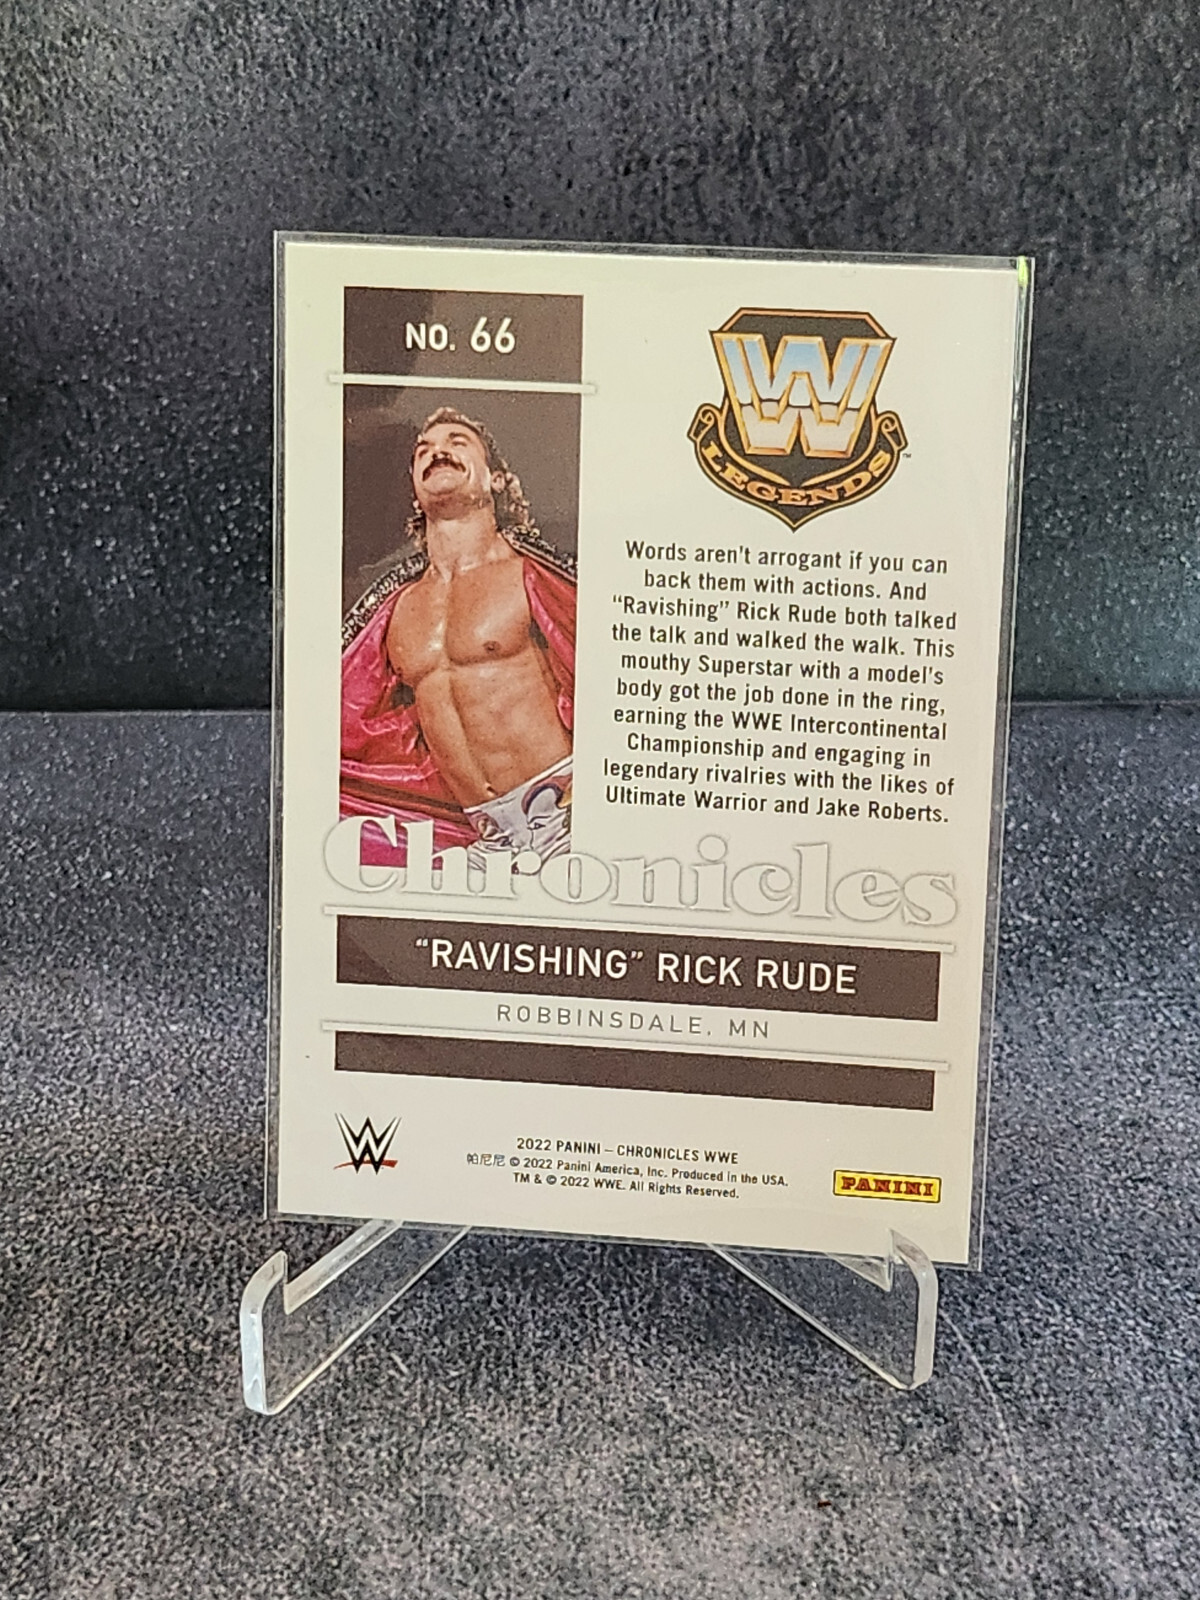 NO. 66
W
LEGENDS
™
Words aren't arrogant if you can
back them with actions. And
“Ravishing” Rick Rude both talked
the talk and walked the walk. This
mouthy Superstar with a model's
body got the job done in the ring,
earning the WWE Intercontinental
Championship and engaging in
legendary rivalries with the likes of
Ultimate Warrior and Jake Roberts.
Chronicles
“RAVISHING” RICK RUDE
ROBBINSDALE, MN
W
2022 PANINI – CHRONICLES WWE
帕尼尼 © 2022 Panini America, Inc. Produced in the USA.
TM & © 2022 WWE. All Rights Reserved.
PANINI